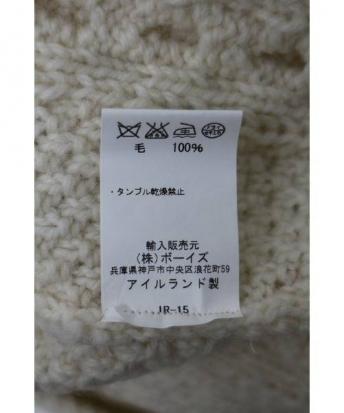 毛 100%
・タンブル乾燥禁止
輸入販売元
(株)ボーイズ
兵庫県神戸市中央区浪花町59
アイルランド製
JR-15